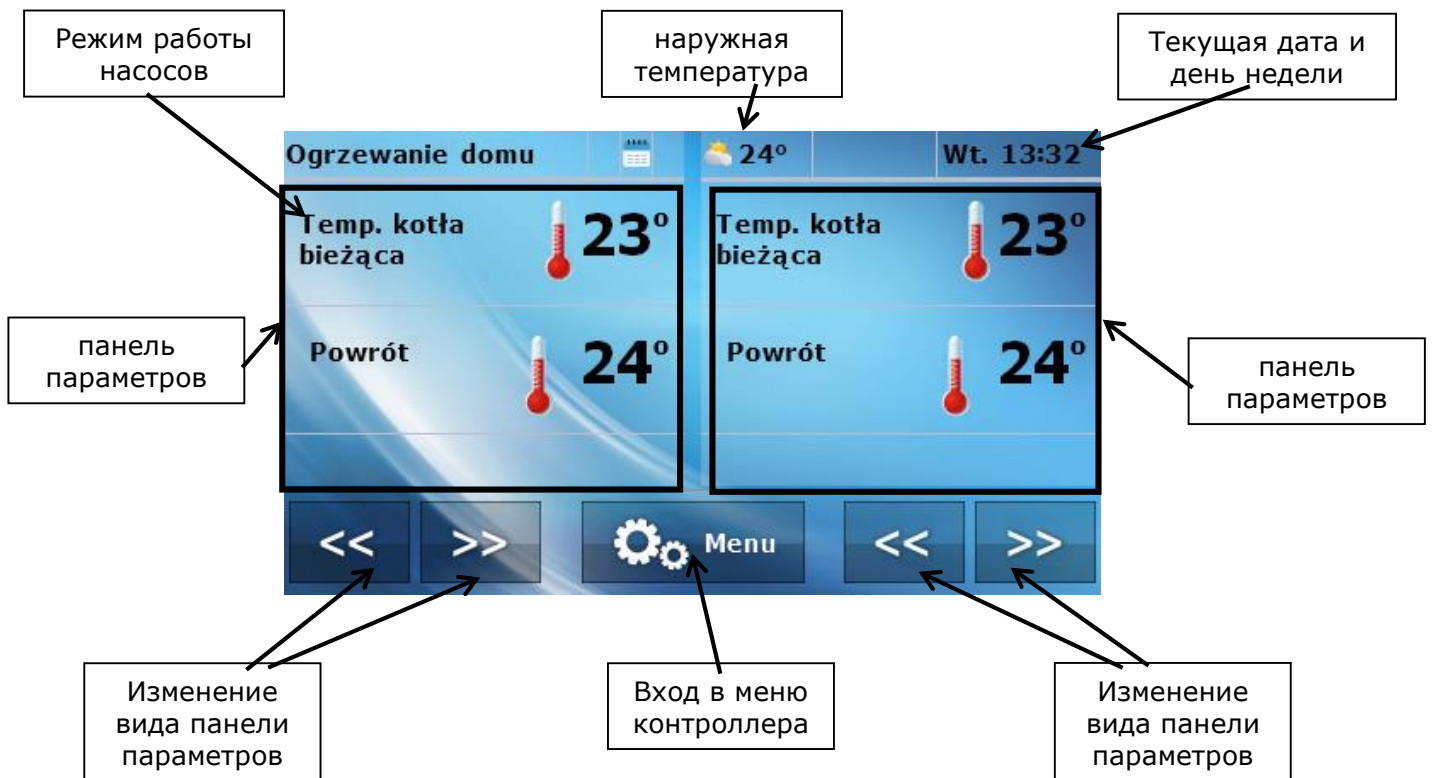 Режим работы
насосов
наружная
температура
Текущая дата и
день недели
Ogrzewanie domu
24°
Wt. 13:32
Temp. kotła
bieżąca
23°
Temp. kotła
bieżąca
23°
панель
параметров
Powrót
24°
Powrót
24°
панель
параметров
<<
>>
Menu
<<
>>
Изменение
вида панели
параметров
Вход в меню
контроллера
Изменение
вида панели
параметров